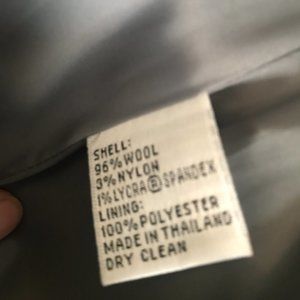 SHELL:
96% WOOL
3% NYLON
1% LYCRA® SPANDEX
LINING:
100% POLYESTER
MADE IN THAILAND
DRY CLEAN